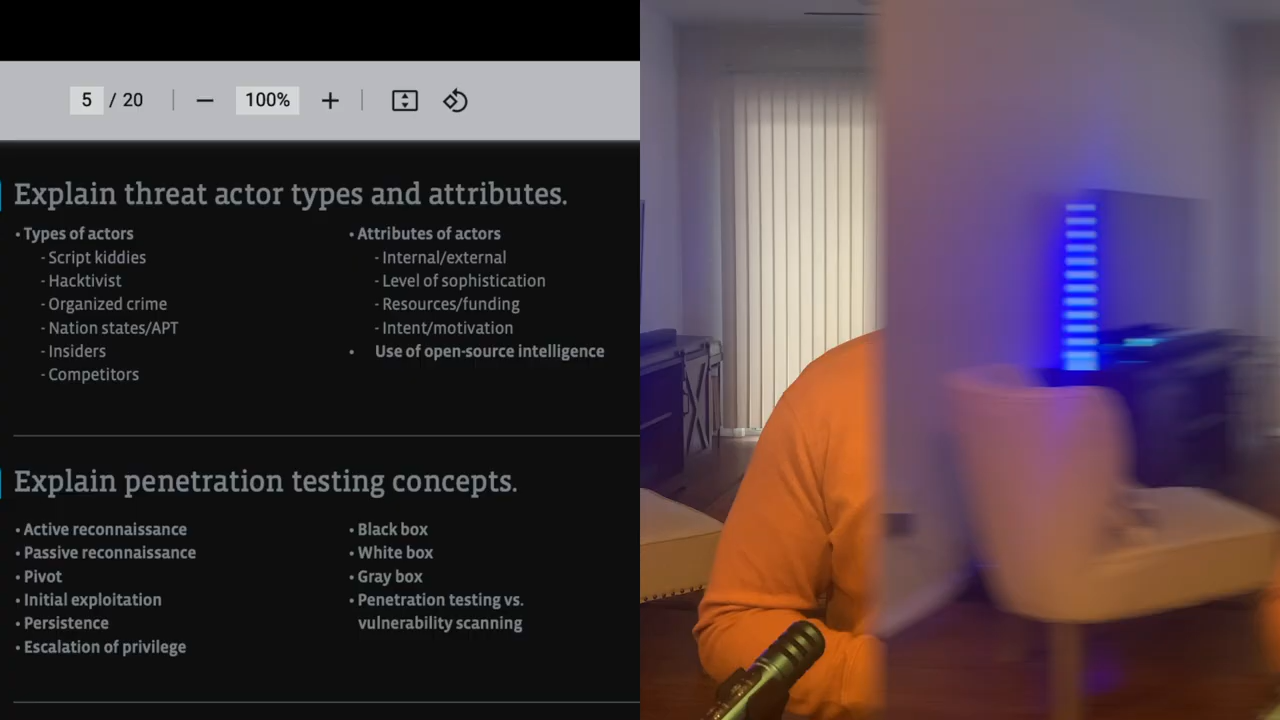 5 / 20
100%
Explain threat actor types and attributes.
• Types of actors
- Script kiddies
- Hacktivist
- Organized crime
- Nation states/APT
- Insiders
- Competitors
• Attributes of actors
- Internal/external
- Level of sophistication
- Resources/funding
- Intent/motivation
• Use of open-source intelligence
Explain penetration testing concepts.
• Active reconnaissance
• Passive reconnaissance
• Pivot
• Initial exploitation
• Persistence
• Escalation of privilege
• Black box
• White box
• Gray box
• Penetration testing vs.
vulnerability scanning